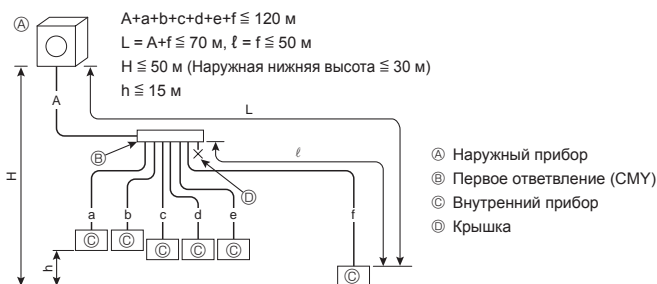 Ⓐ
A+a+b+c+d+e+f ≦ 120 м
L = A+f ≦ 70 м, ℓ = f ≦ 50 м
H ≦ 50 м (Наружная нижняя высота ≦ 30 м)
h ≦ 15 м
A
L
H
Ⓑ
ℓ
Ⓓ
a b c d e f
Ⓒ Ⓒ Ⓒ Ⓒ Ⓒ
h
Ⓒ
Ⓐ Наружный прибор
Ⓑ Первое ответвление (CMY)
Ⓒ Внутренний прибор
Ⓓ Крышка